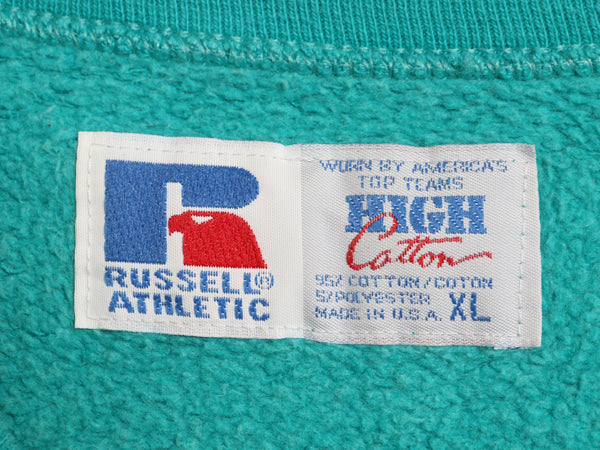 RUSSELL®
ATHLETIC
WORN BY AMERICA'S
TOP TEAMS
HIGH
Cotton
95% COTTON/COTON
5% POLYESTER
MADE IN U.S.A. XL